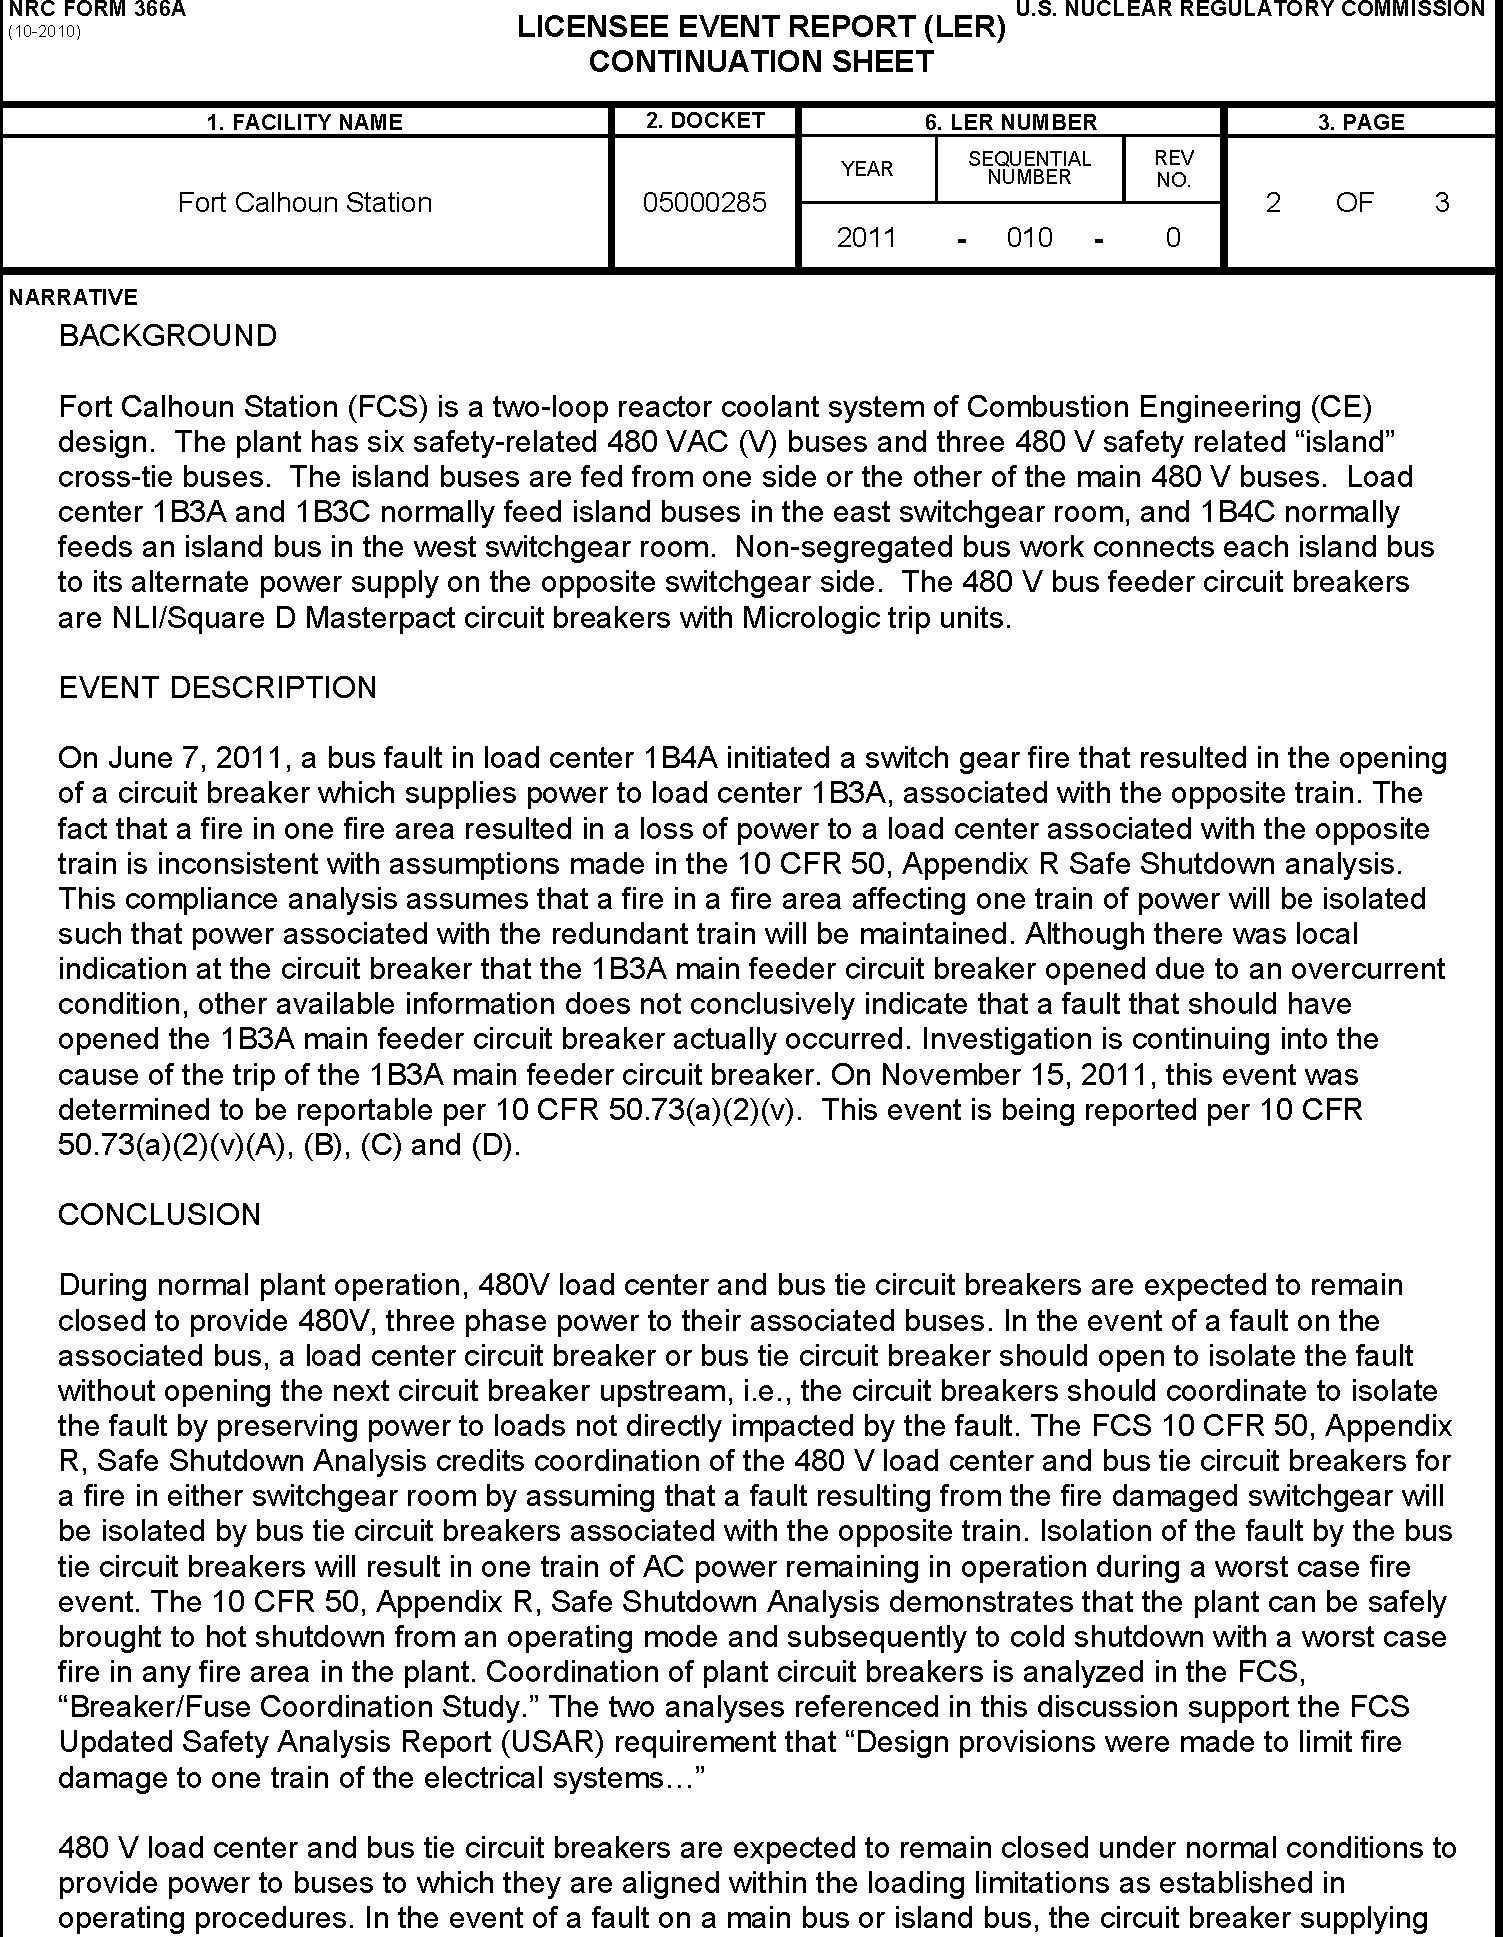 NRC FORM 366A
(10-2010)
U.S. NUCLEAR REGULATORY COMMISSION
LICENSEE EVENT REPORT (LER)
CONTINUATION SHEET
1. FACILITY NAME
2. DOCKET
6. LER NUMBER
3. PAGE
Fort Calhoun Station
05000285
YEAR
SEQUENTIAL
NUMBER
REV
NO.
2 OF 3
2011 - 010 - 0
NARRATIVE
BACKGROUND
Fort Calhoun Station (FCS) is a two-loop reactor coolant system of Combustion Engineering (CE)
design.  The plant has six safety-related 480 VAC (V) buses and three 480 V safety related “island”
cross-tie buses.  The island buses are fed from one side or the other of the main 480 V buses.  Load
center 1B3A and 1B3C normally feed island buses in the east switchgear room, and 1B4C normally
feeds an island bus in the west switchgear room.  Non-segregated bus work connects each island bus
to its alternate power supply on the opposite switchgear side.  The 480 V bus feeder circuit breakers
are NLI/Square D Masterpact circuit breakers with Micrologic trip units.
EVENT DESCRIPTION
On June 7, 2011, a bus fault in load center 1B4A initiated a switch gear fire that resulted in the opening
of a circuit breaker which supplies power to load center 1B3A, associated with the opposite train. The
fact that a fire in one fire area resulted in a loss of power to a load center associated with the opposite
train is inconsistent with assumptions made in the 10 CFR 50, Appendix R Safe Shutdown analysis.
This compliance analysis assumes that a fire in a fire area affecting one train of power will be isolated
such that power associated with the redundant train will be maintained. Although there was local
indication at the circuit breaker that the 1B3A main feeder circuit breaker opened due to an overcurrent
condition, other available information does not conclusively indicate that a fault that should have
opened the 1B3A main feeder circuit breaker actually occurred. Investigation is continuing into the
cause of the trip of the 1B3A main feeder circuit breaker. On November 15, 2011, this event was
determined to be reportable per 10 CFR 50.73(a)(2)(v).  This event is being reported per 10 CFR
50.73(a)(2)(v)(A), (B), (C) and (D).
CONCLUSION
During normal plant operation, 480V load center and bus tie circuit breakers are expected to remain
closed to provide 480V, three phase power to their associated buses. In the event of a fault on the
associated bus, a load center circuit breaker or bus tie circuit breaker should open to isolate the fault
without opening the next circuit breaker upstream, i.e., the circuit breakers should coordinate to isolate
the fault by preserving power to loads not directly impacted by the fault. The FCS 10 CFR 50, Appendix
R, Safe Shutdown Analysis credits coordination of the 480 V load center and bus tie circuit breakers for
a fire in either switchgear room by assuming that a fault resulting from the fire damaged switchgear will
be isolated by bus tie circuit breakers associated with the opposite train. Isolation of the fault by the bus
tie circuit breakers will result in one train of AC power remaining in operation during a worst case fire
event. The 10 CFR 50, Appendix R, Safe Shutdown Analysis demonstrates that the plant can be safely
brought to hot shutdown from an operating mode and subsequently to cold shutdown with a worst case
fire in any fire area in the plant. Coordination of plant circuit breakers is analyzed in the FCS,
“Breaker/Fuse Coordination Study.” The two analyses referenced in this discussion support the FCS
Updated Safety Analysis Report (USAR) requirement that “Design provisions were made to limit fire
damage to one train of the electrical systems…”
480 V load center and bus tie circuit breakers are expected to remain closed under normal conditions to
provide power to buses to which they are aligned within the loading limitations as established in
operating procedures. In the event of a fault on a main bus or island bus, the circuit breaker supplying